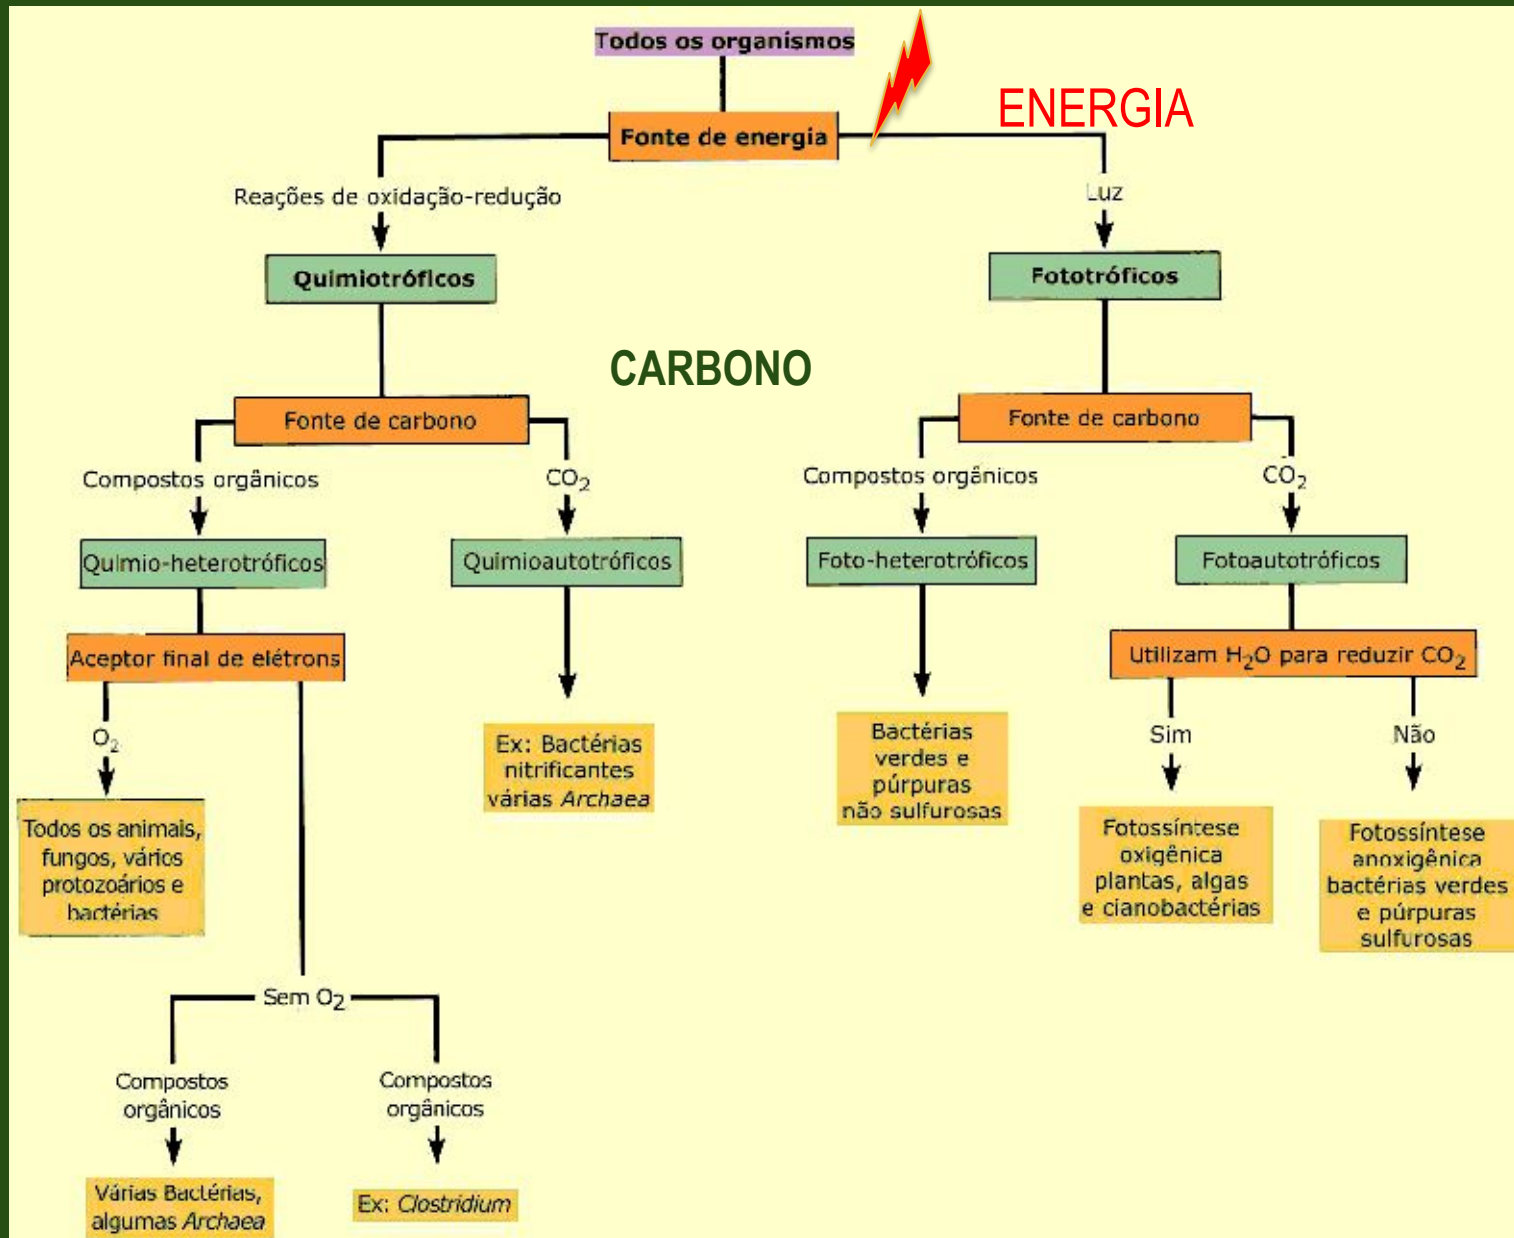 Todos os organismos
ENERGIA
Fonte de energia
Reações de oxidação-redução
Luz
Quimiotróficos
Fototróficos
CARBONO
Fonte de carbono
Fonte de carbono
Compostos orgânicos
CO2
Compostos orgânicos
CO2
Quimio-heterotróficos
Quimioautotróficos
Foto-heterotróficos
Fotoautotróficos
Aceptor final de elétrons
Utilizam H2O para reduzir CO2
O2
Sim
Não
Ex: Bactérias
nitrificantes
várias Archaea
Bactérias
verdes e
púrpuras
não sulfurosas
Todos os animais,
fungos, vários
protozoários e
bactérias
Fotossíntese
oxigênica
plantas, algas
e cianobactérias
Fotossíntese
anoxigênica
bactérias verdes
e púrpuras
sulfurosas
Sem O2
Compostos
orgânicos
Compostos
orgânicos
Várias Bactérias,
algumas Archaea
Ex: Clostridium